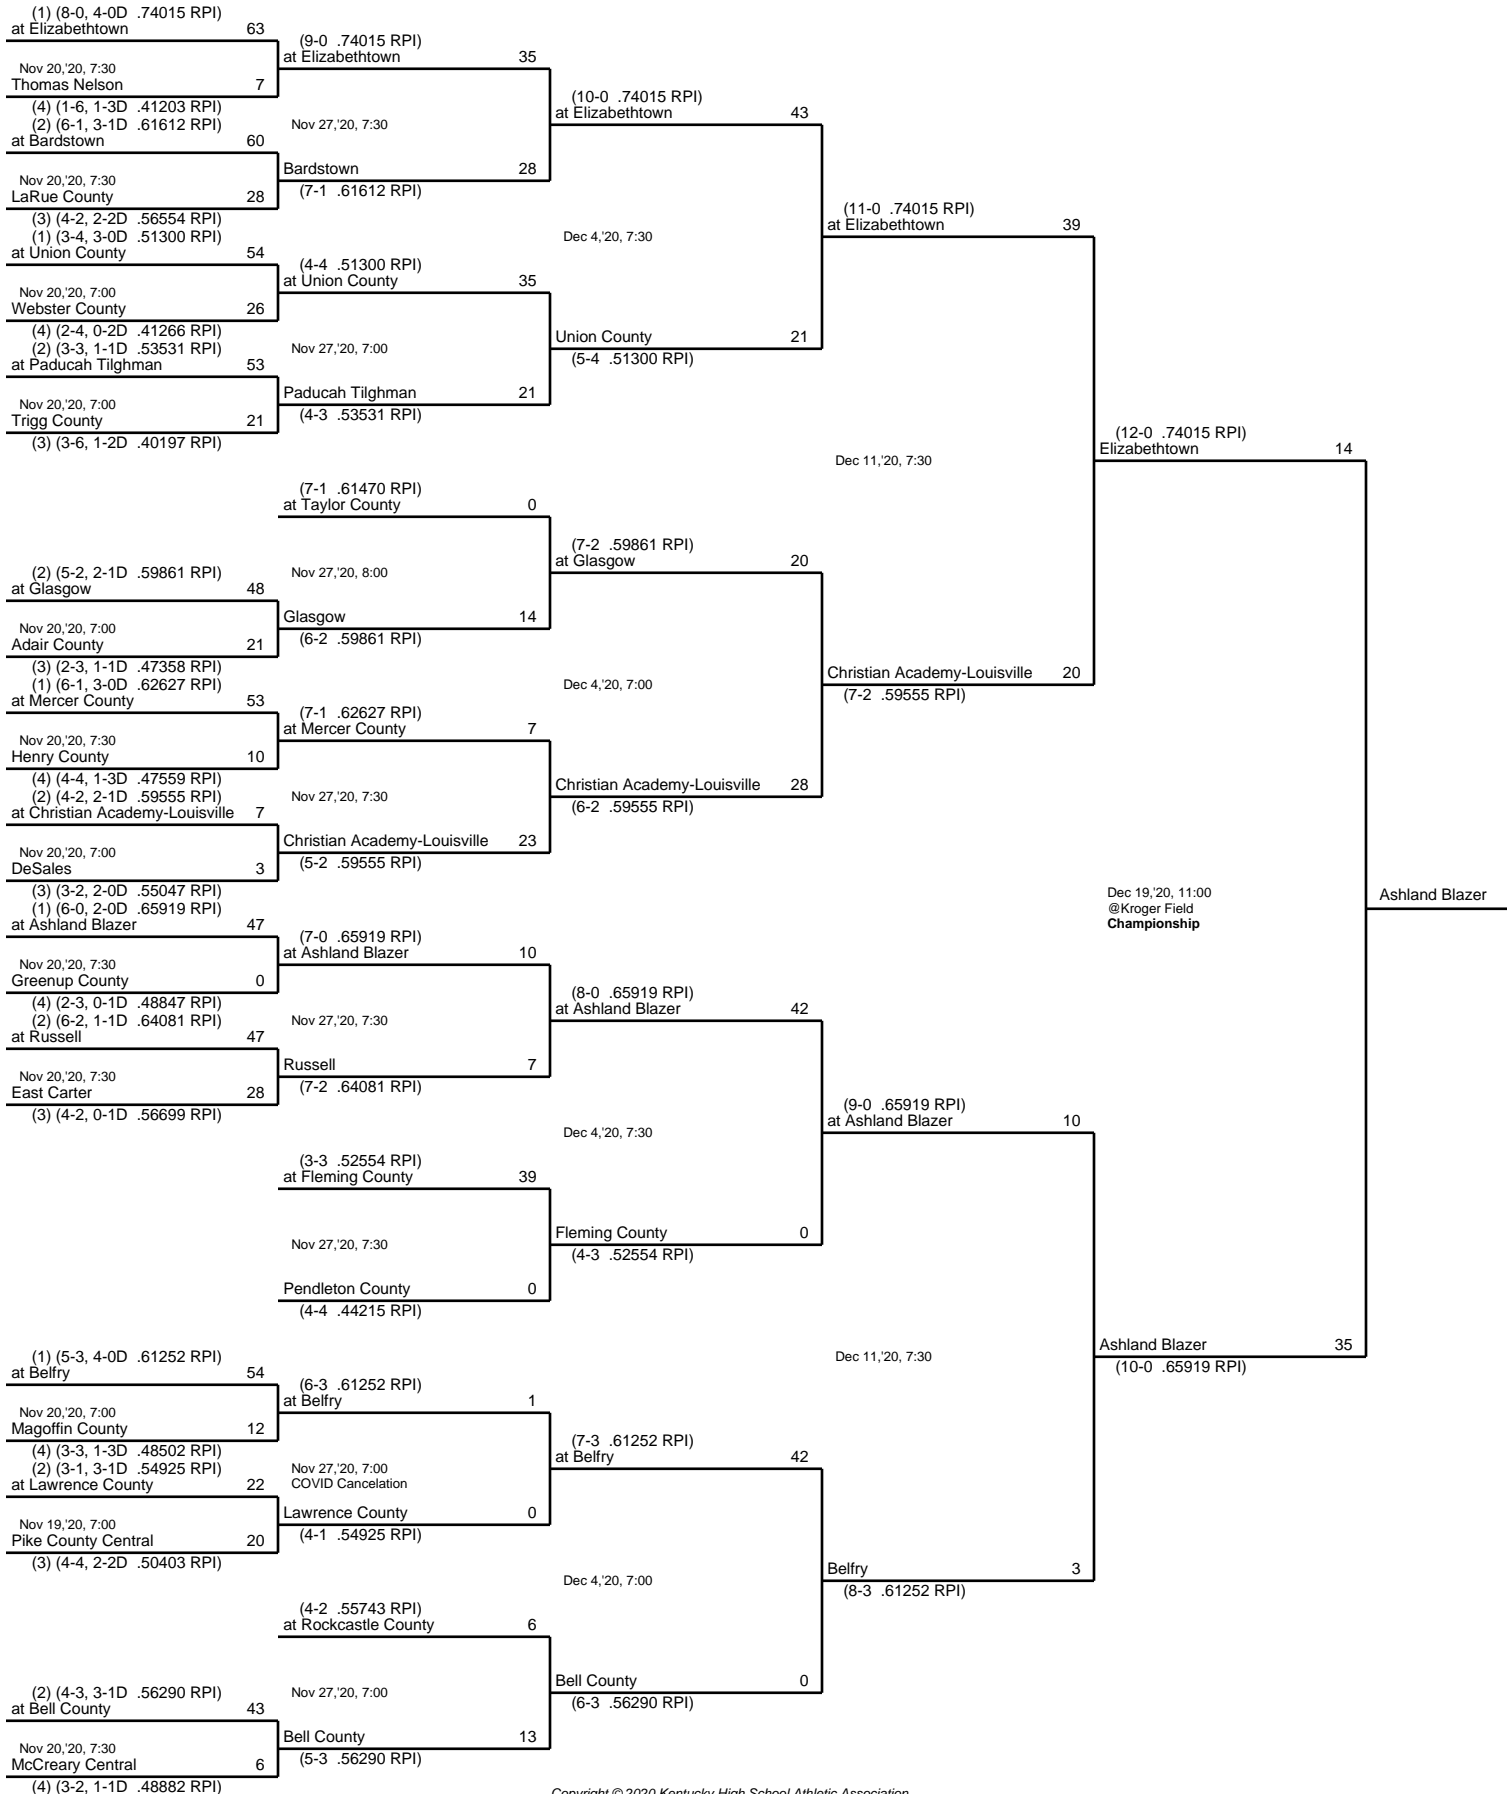 (1) (8-0, 4-0D .74015 RPI)
at Elizabethtown 63
Nov 20,'20, 7:30
Thomas Nelson 7
(4) (1-6, 1-3D .41203 RPI)
(2) (6-1, 3-1D .61612 RPI)
at Bardstown 60
Nov 20,'20, 7:30
LaRue County 28
(3) (4-2, 2-2D .56554 RPI)
(1) (3-4, 3-0D .51300 RPI)
at Union County 54
Nov 20,'20, 7:00
Webster County 26
(4) (2-4, 0-2D .41266 RPI)
(2) (3-3, 1-1D .53531 RPI)
at Paducah Tilghman 53
Nov 20,'20, 7:00
Trigg County 21
(3) (3-6, 1-2D .40197 RPI)
(2) (5-2, 2-1D .59861 RPI)
at Glasgow 48
Nov 20,'20, 7:00
Adair County 21
(3) (2-3, 1-1D .47358 RPI)
(1) (6-1, 3-0D .62627 RPI)
at Mercer County 53
Nov 20,'20, 7:30
Henry County 10
(4) (4-4, 1-3D .47559 RPI)
(2) (4-2, 2-1D .59555 RPI)
at Christian Academy-Louisville 7
Nov 20,'20, 7:00
DeSales 3
(3) (3-2, 2-0D .55047 RPI)
(1) (6-0, 2-0D .65919 RPI)
at Ashland Blazer 47
Nov 20,'20, 7:30
Greenup County 0
(4) (2-3, 0-1D .48847 RPI)
(2) (6-2, 1-1D .64081 RPI)
at Russell 47
Nov 20,'20, 7:30
East Carter 28
(3) (4-2, 0-1D .56699 RPI)
(1) (5-3, 4-0D .61252 RPI)
at Belfry 54
Nov 20,'20, 7:00
Magoffin County 12
(4) (3-3, 1-3D .48502 RPI)
(2) (3-1, 3-1D .54925 RPI)
at Lawrence County 22
Nov 19,'20, 7:00
Pike County Central 20
(3) (4-4, 2-2D .50403 RPI)
(2) (4-3, 3-1D .56290 RPI)
at Bell County 43
Nov 20,'20, 7:30
McCreary Central 6
(4) (3-2, 1-1D .48882 RPI)
(9-0 .74015 RPI)
at Elizabethtown 35
Nov 27,'20, 7:30
Bardstown 28
(7-1 .61612 RPI)
(4-4 .51300 RPI)
at Union County 35
Nov 27,'20, 7:00
Paducah Tilghman 21
(4-3 .53531 RPI)
(7-1 .61470 RPI)
at Taylor County 0
Nov 27,'20, 8:00
Glasgow 14
(6-2 .59861 RPI)
(7-1 .62627 RPI)
at Mercer County 7
Nov 27,'20, 7:30
Christian Academy-Louisville 23
(5-2 .59555 RPI)
(7-0 .65919 RPI)
at Ashland Blazer 10
Nov 27,'20, 7:30
Russell 7
(7-2 .64081 RPI)
(3-3 .52554 RPI)
at Fleming County 39
Nov 27,'20, 7:30
Pendleton County 0
(4-4 .44215 RPI)
(6-3 .61252 RPI)
at Belfry 1
Nov 27,'20, 7:00
COVID Cancelation
Lawrence County 0
(4-1 .54925 RPI)
(4-2 .55743 RPI)
at Rockcastle County 6
Nov 27,'20, 7:00
Bell County 13
(5-3 .56290 RPI)
(10-0 .74015 RPI)
at Elizabethtown 43
Dec 4,'20, 7:30
Union County 21
(5-4 .51300 RPI)
(7-2 .59861 RPI)
at Glasgow 20
Dec 4,'20, 7:00
Christian Academy-Louisville 28
(6-2 .59555 RPI)
(8-0 .65919 RPI)
at Ashland Blazer 42
Dec 4,'20, 7:30
Fleming County 0
(4-3 .52554 RPI)
(7-3 .61252 RPI)
at Belfry 42
Dec 4,'20, 7:00
Bell County 0
(6-3 .56290 RPI)
(11-0 .74015 RPI)
at Elizabethtown 39
Dec 11,'20, 7:30
Christian Academy-Louisville 20
(7-2 .59555 RPI)
(9-0 .65919 RPI)
at Ashland Blazer 10
Dec 11,'20, 7:30
Belfry 3
(8-3 .61252 RPI)
(12-0 .74015 RPI)
Elizabethtown 14
Dec 19,'20, 11:00
@Kroger Field
Championship
Ashland Blazer 35
(10-0 .65919 RPI)
Ashland Blazer
Copyright © 2020 Kentucky High School Athletic Association